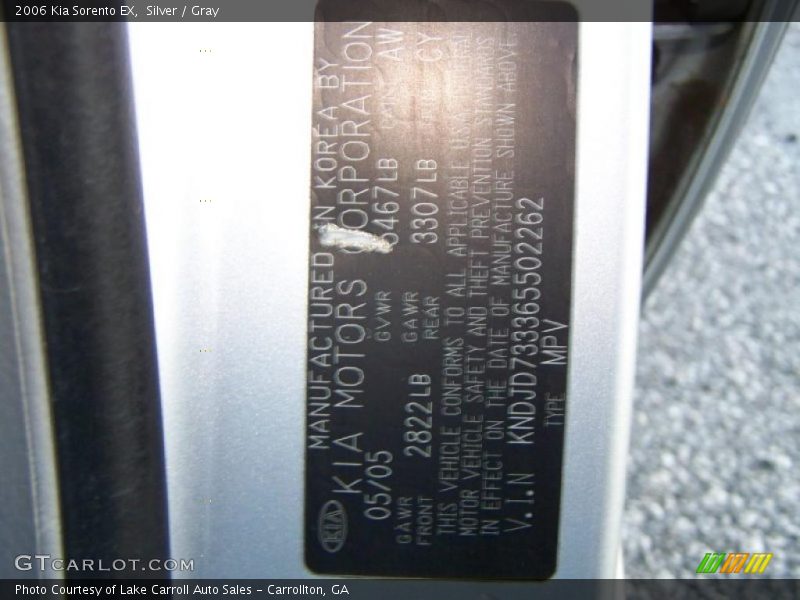 2006 Kia Sorento EX, Silver / Gray
MANUFACTURED IN KOREA BY
KIA MOTORS CORPORATION
05/05 GVWR 5467LB PAINT AW
GAWR FRONT 2822LB GAWR REAR 3307LB CY
THIS VEHICLE CONFORMS TO ALL APPLICABLE
MOTOR VEHICLE SAFETY AND THEFT PREVENTION STANDARDS
IN EFFECT ON THE DATE OF MANUFACTURE SHOWN ABOVE
V.I.N KNDJD733365502262
TYPE MPV
KIA
GTCARLOT.COM
Photo Courtesy of Lake Carroll Auto Sales - Carrollton, GA